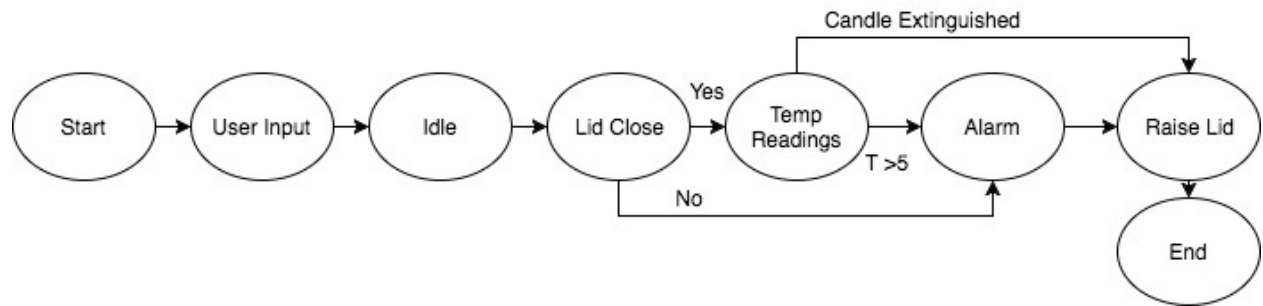 Candle Extinguished
Start
User Input
Idle
Lid Close
Yes
Temp
Readings
T >5
Alarm
Raise Lid
No
End